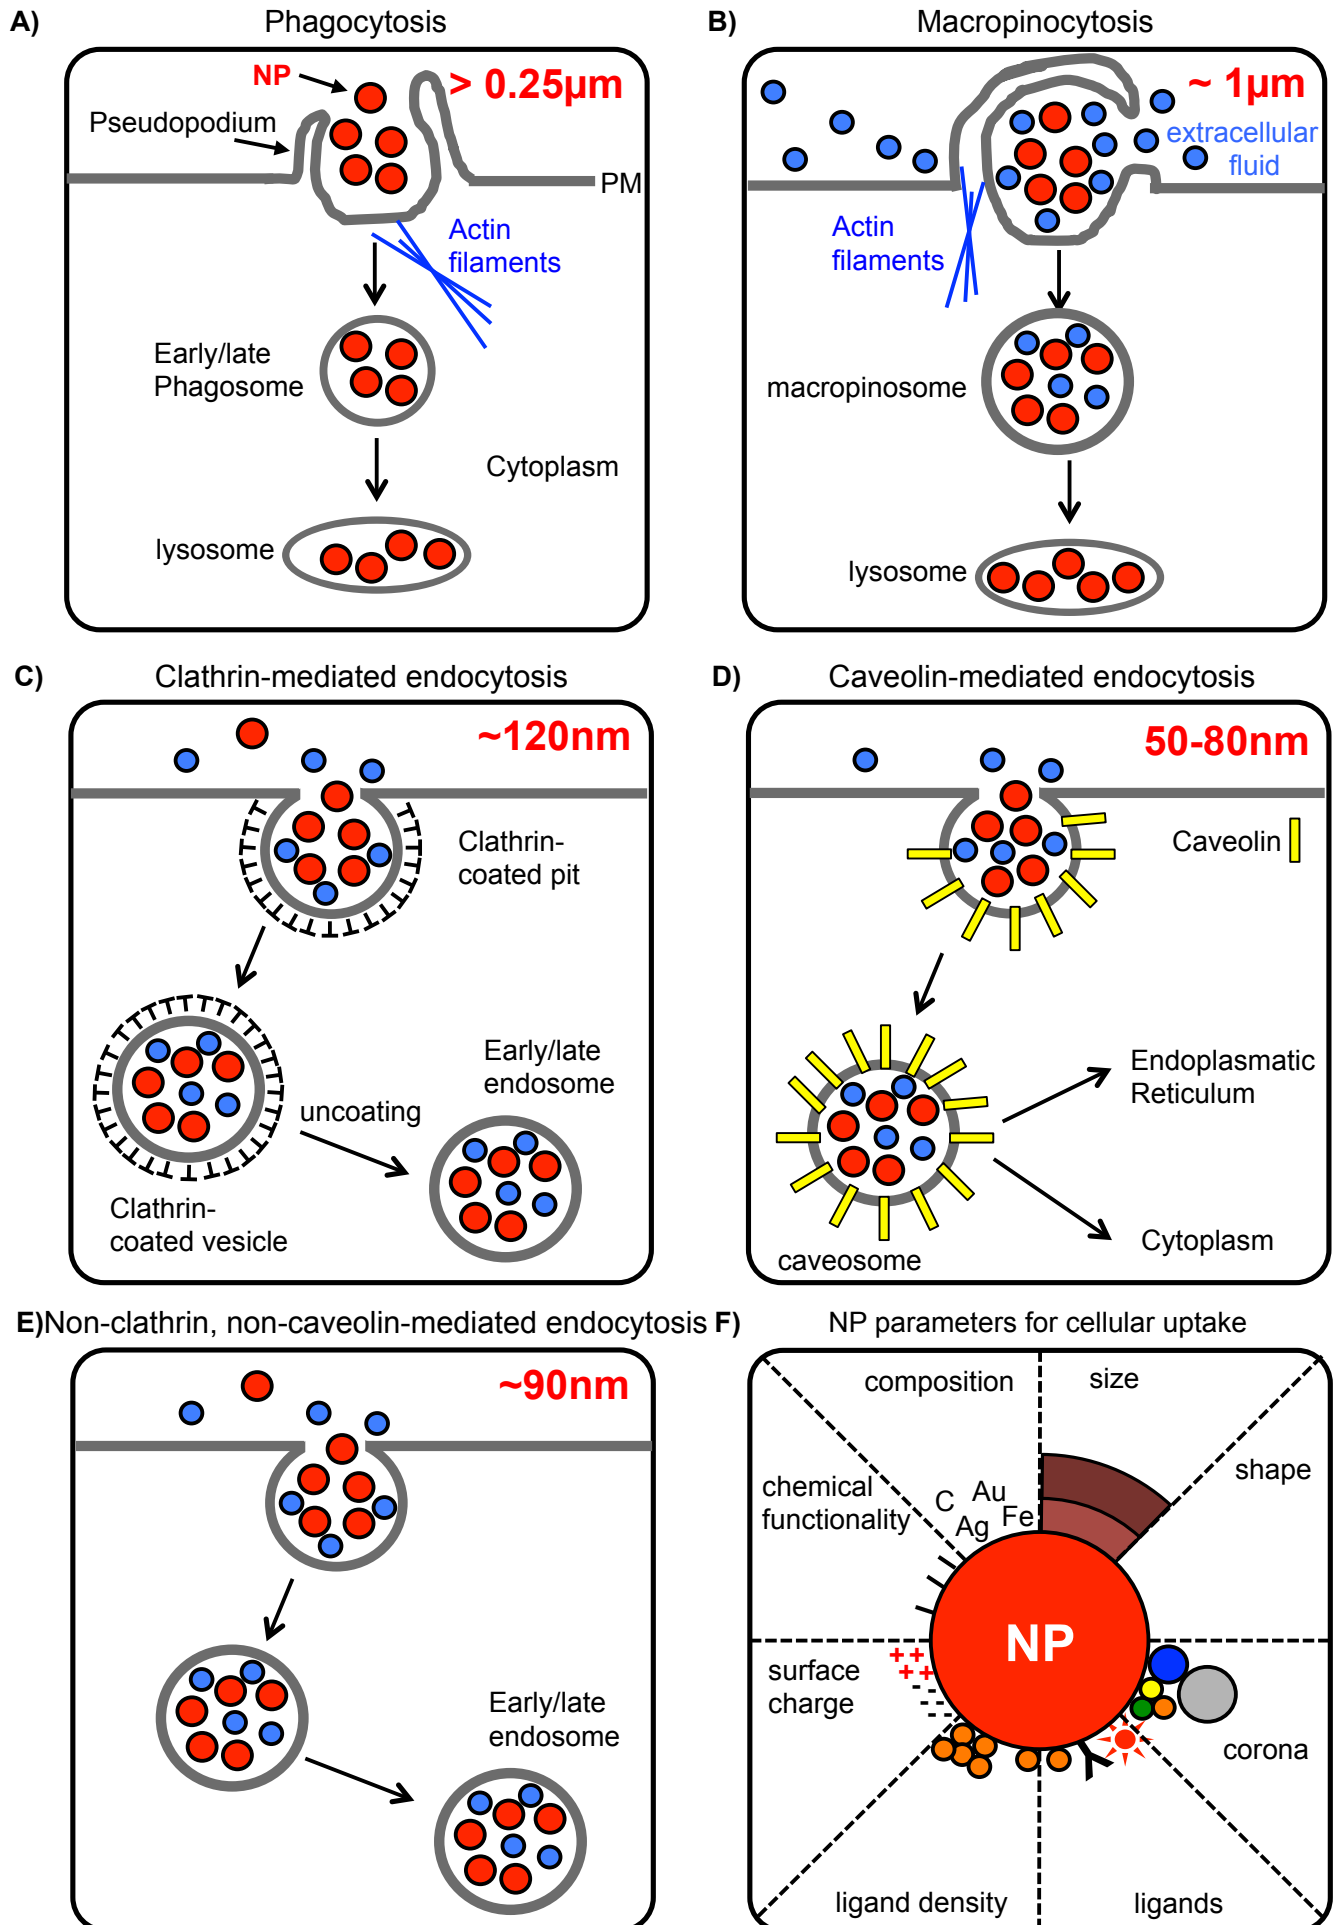 A)
Phagocytosis
NP
> 0.25µm
Pseudopodium
PM
Actin
filaments
Early/late
Phagosome
Cytoplasm
lysosome
B)
Macropinocytosis
~ 1µm
extracellular
fluid
Actin
filaments
macropinosome
lysosome
C)
Clathrin-mediated endocytosis
~120nm
Clathrin-
coated pit
Early/late
endosome
uncoating
Clathrin-
coated vesicle
D)
Caveolin-mediated endocytosis
50-80nm
Caveolin
Endoplasmatic
Reticulum
Cytoplasm
caveosome
E)Non-clathrin, non-caveolin-mediated endocytosis
~90nm
Early/late
endosome
F)
NP parameters for cellular uptake
composition
size
shape
chemical
functionality
C
Au
Ag
Fe
NP
surface
charge
++
++
corona
ligand density
ligands